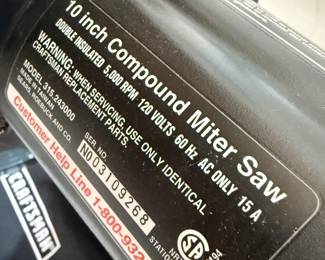 10 inch Compound Miter Saw
DOUBLE INSULATED 5,000 RPM 120 VOLTS 60 Hz AC ONLY 15 A
WARNING: WHEN SERVICING, USE ONLY IDENTICAL
CRAFTSMAN REPLACEMENT PARTS.
MODEL 315.243000
MADE IN TAIWAN
SEARS, ROEBUCK AND CO.
SER. NO.
N003109268
Customer Help Line 1-800-932
CRAFTSMAN